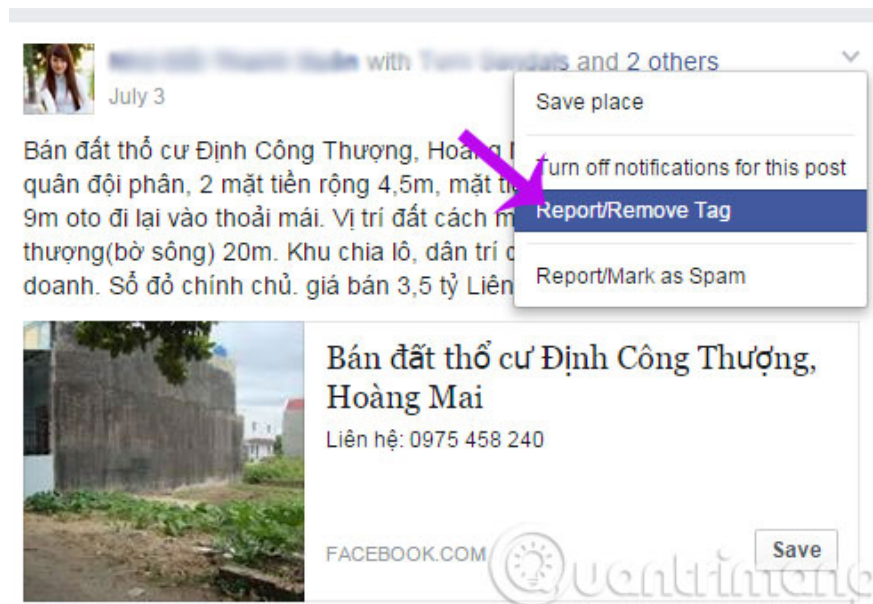 with and 2 others
July 3
Save place
Turn off notifications for this post
Report/Remove Tag
Report/Mark as Spam
Bán đất thổ cư Định Công Thượng, Hoàng
quân đội phân, 2 mặt tiền rộng 4,5m, mặt
9m oto đi lại vào thoải mái. Vị trí đất cách
thượng(bờ sông) 20m. Khu chia lô, dân trí
doanh. Sổ đỏ chính chủ. giá bán 3,5 tỷ Liên
Bán đất thổ cư Định Công Thượng,
Hoàng Mai
Liên hệ: 0975 458 240
FACEBOOK.COM
Save
Quantrimang